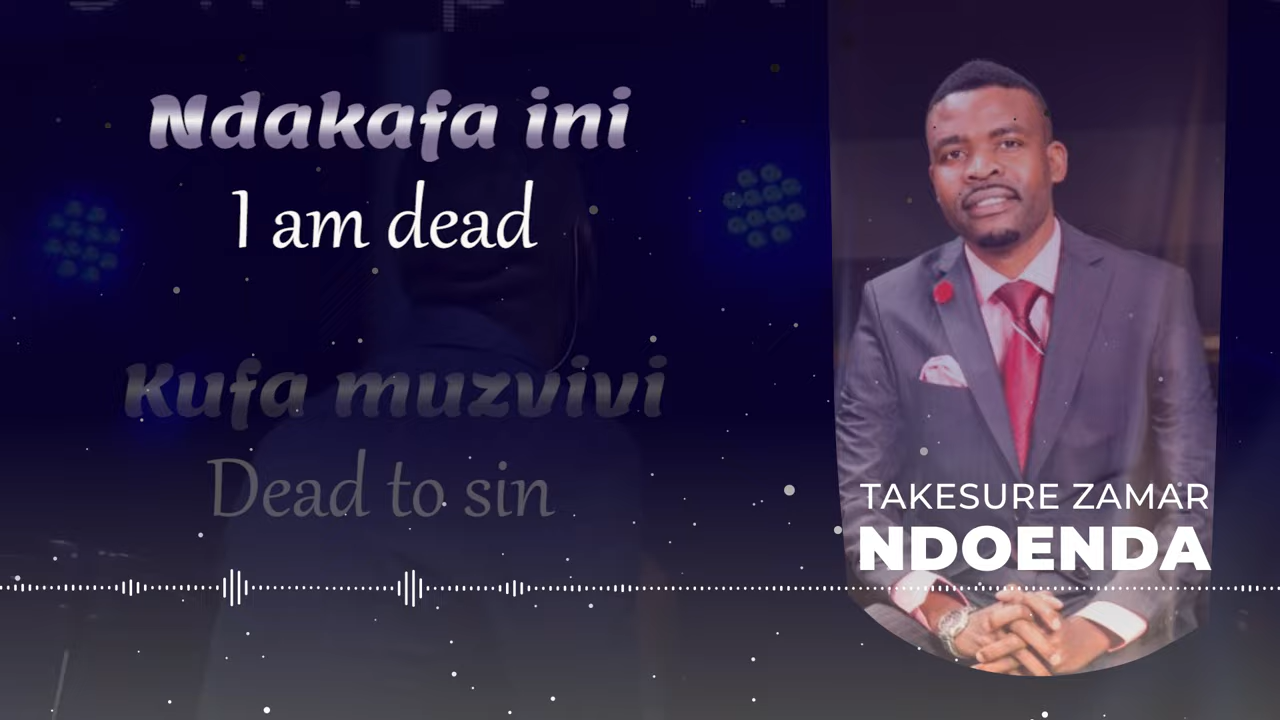 Ndakafa ini
I am dead
Kufa muzvivi
Dead to sin
TAKESURE ZAMAR
NDOENDA